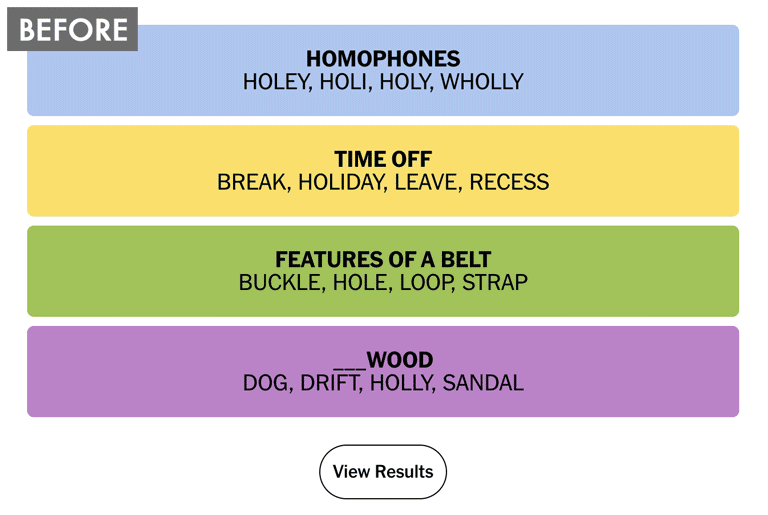 BEFORE
HOMOPHONES
HOLEY, HOLI, HOLY, WHOLLY
TIME OFF
BREAK, HOLIDAY, LEAVE, RECESS
FEATURES OF A BELT
BUCKLE, HOLE, LOOP, STRAP
___WOOD
DOG, DRIFT, HOLLY, SANDAL
View Results